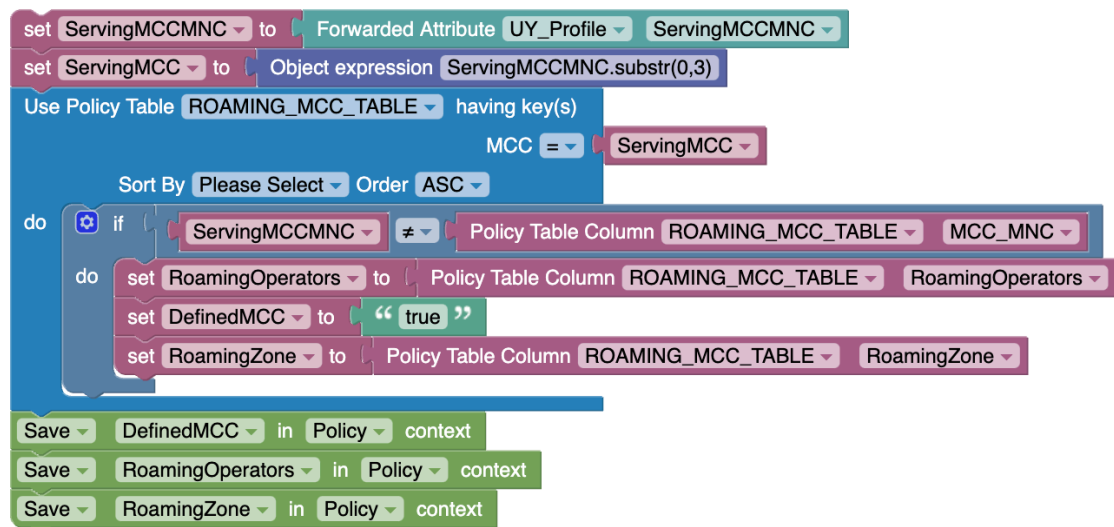 set ServingMCCMNC to Forwarded Attribute UY_Profile ServingMCCMNC
set ServingMCC to Object expression ServingMCCMNC.substr(0,3)
Use Policy Table ROAMING_MCC_TABLE having key(s)
MCC = ServingMCC
Sort By Please Select Order ASC
do if ServingMCCMNC ≠ Policy Table Column ROAMING_MCC_TABLE MCC_MNC
do set RoamingOperators to Policy Table Column ROAMING_MCC_TABLE RoamingOperators
set DefinedMCC to “ true ”
set RoamingZone to Policy Table Column ROAMING_MCC_TABLE RoamingZone
Save DefinedMCC in Policy context
Save RoamingOperators in Policy context
Save RoamingZone in Policy context